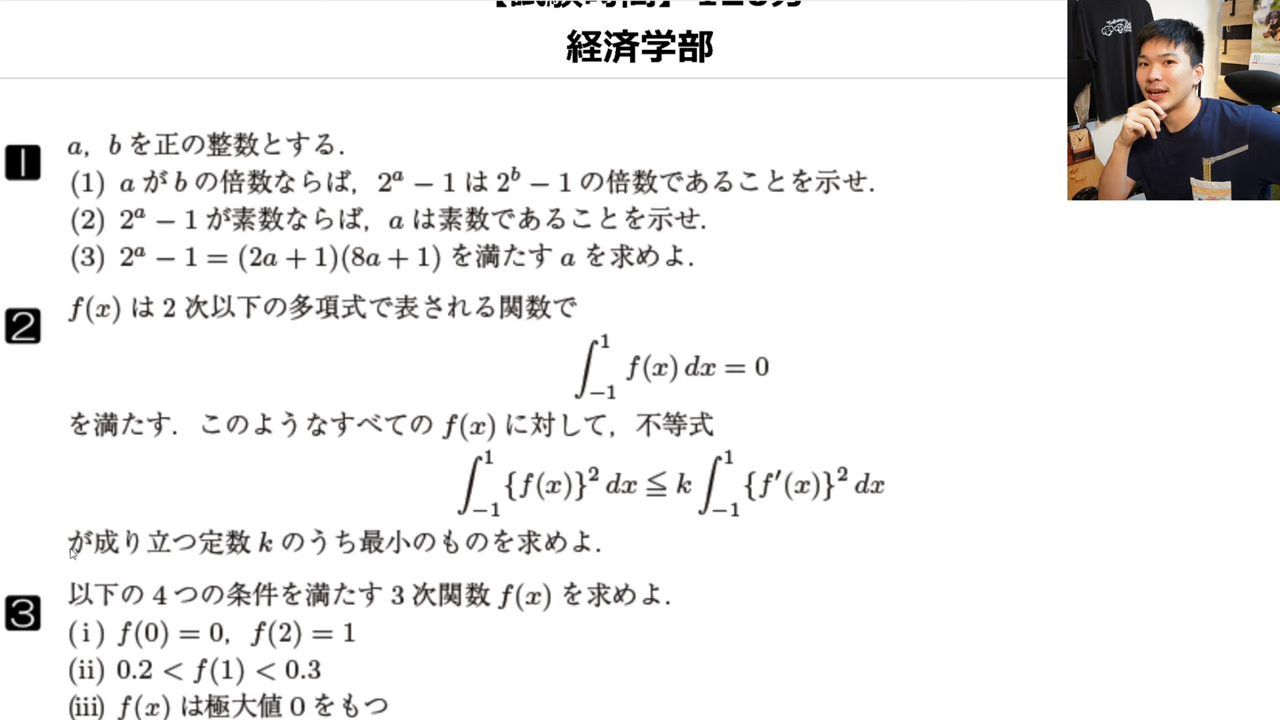 経済学部
1 a, b を正の整数とする.
(1) a が b の倍数ならば, 2^a − 1 は 2^b − 1 の倍数であることを示せ.
(2) 2^a − 1 が素数ならば, a は素数であることを示せ.
(3) 2^a − 1 = (2a + 1)(8a + 1) を満たす a を求めよ.
2 f(x) は 2 次以下の多項式で表される関数で
∫_{−1}^{1} f(x) dx = 0
を満たす. このようなすべての f(x) に対して, 不等式
∫_{−1}^{1} {f(x)}^2 dx ≦ k ∫_{−1}^{1} {f′(x)}^2 dx
が成り立つ定数 k のうち最小のものを求めよ.
3 以下の 4 つの条件を満たす 3 次関数 f(x) を求めよ.
(i) f(0) = 0, f(2) = 1
(ii) 0.2 < f(1) < 0.3
(iii) f(x) は極大値 0 をもつ